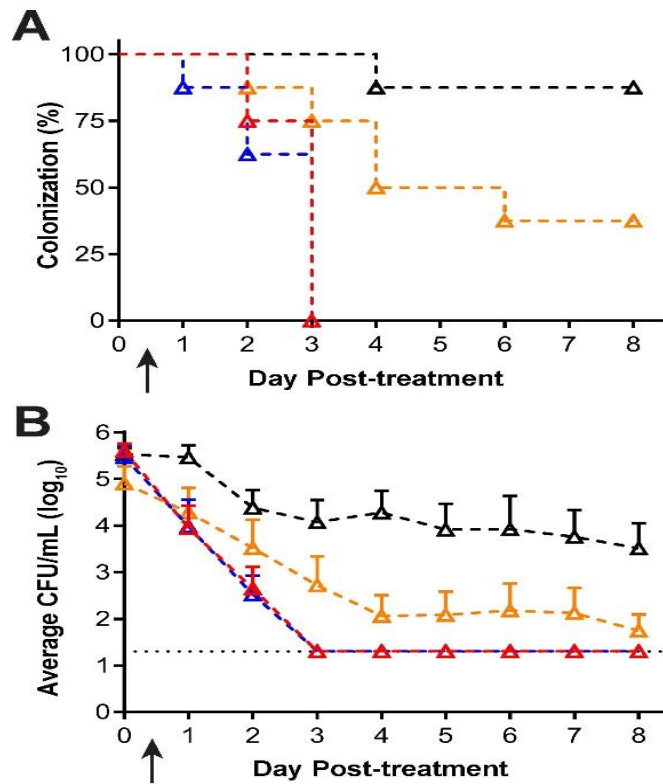 A
Colonization (%)
100
75
50
25
0
0 1 2 3 4 5 6 7 8
Day Post-treatment
B
Average CFU/mL (log10)
6
5
4
3
2
1
0
0 1 2 3 4 5 6 7 8
Day Post-treatment